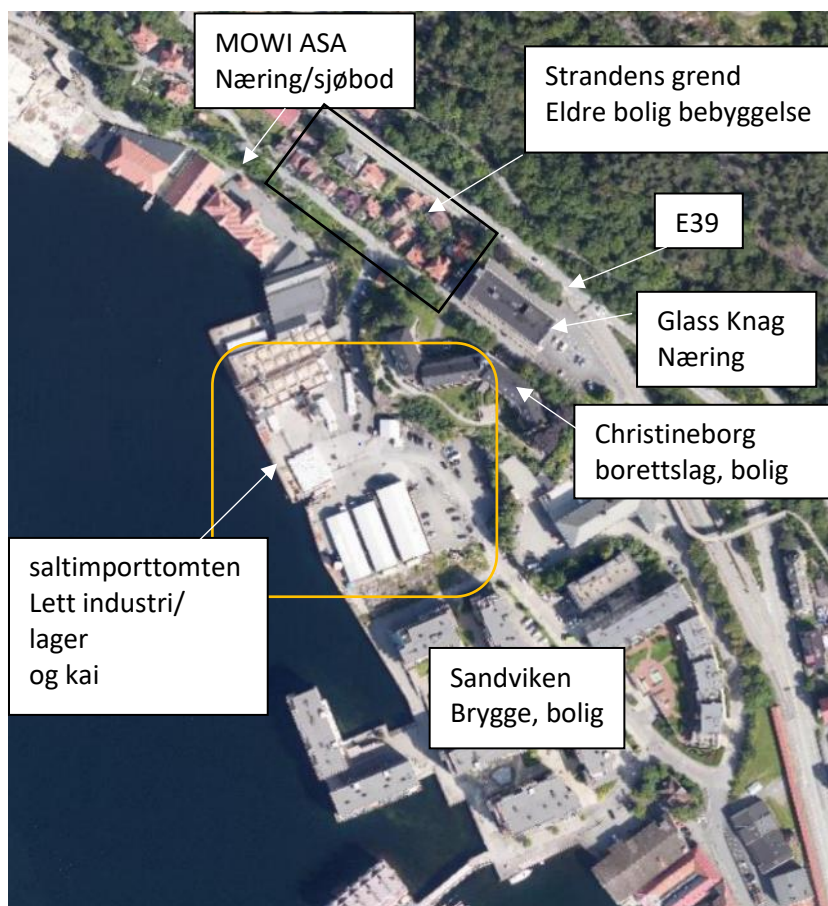 MOWI ASA
Næring/sjøbod
Strandens grend
Eldre bolig bebyggelse
E39
Glass Knag
Næring
Christineborg
borettslag, bolig
saltimporttomten
Lett industri/
lager
og kai
Sandviken
Brygge, bolig